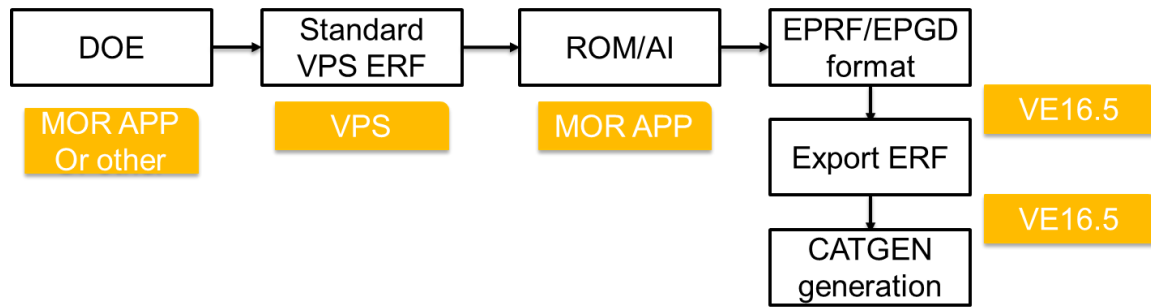 DOE
Standard
VPS ERF
ROM/AI
EPRF/EPGD
format
MOR APP
Or other
VPS
MOR APP
VE16.5
Export ERF
VE16.5
CATGEN
generation